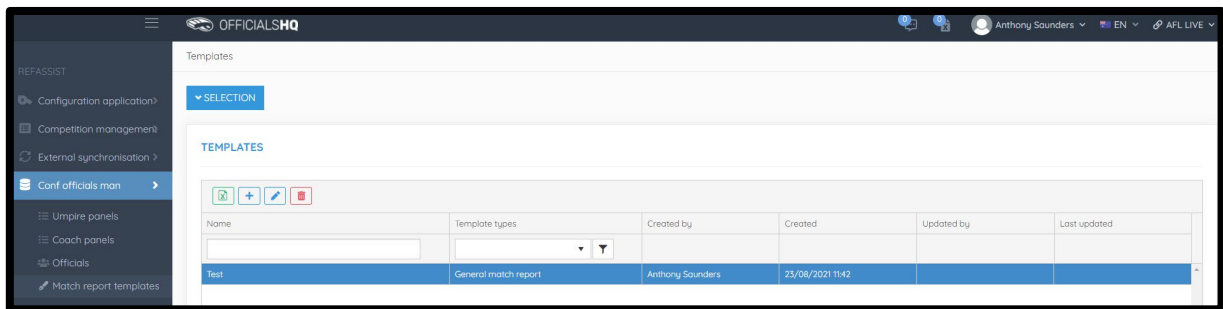 OFFICIALSHQ
0 0 Anthony Saunders EN AFL LIVE
Templates
REFASSIST
SELECTION
Configuration application
Competition management
TEMPLATES
External synchronisation
Conf officials man
Umpire panels
Name Template types Created by Created Updated by Last updated
Coach panels
Officials
Test General match report Anthony Saunders 23/08/2021 11:42
Match report templates